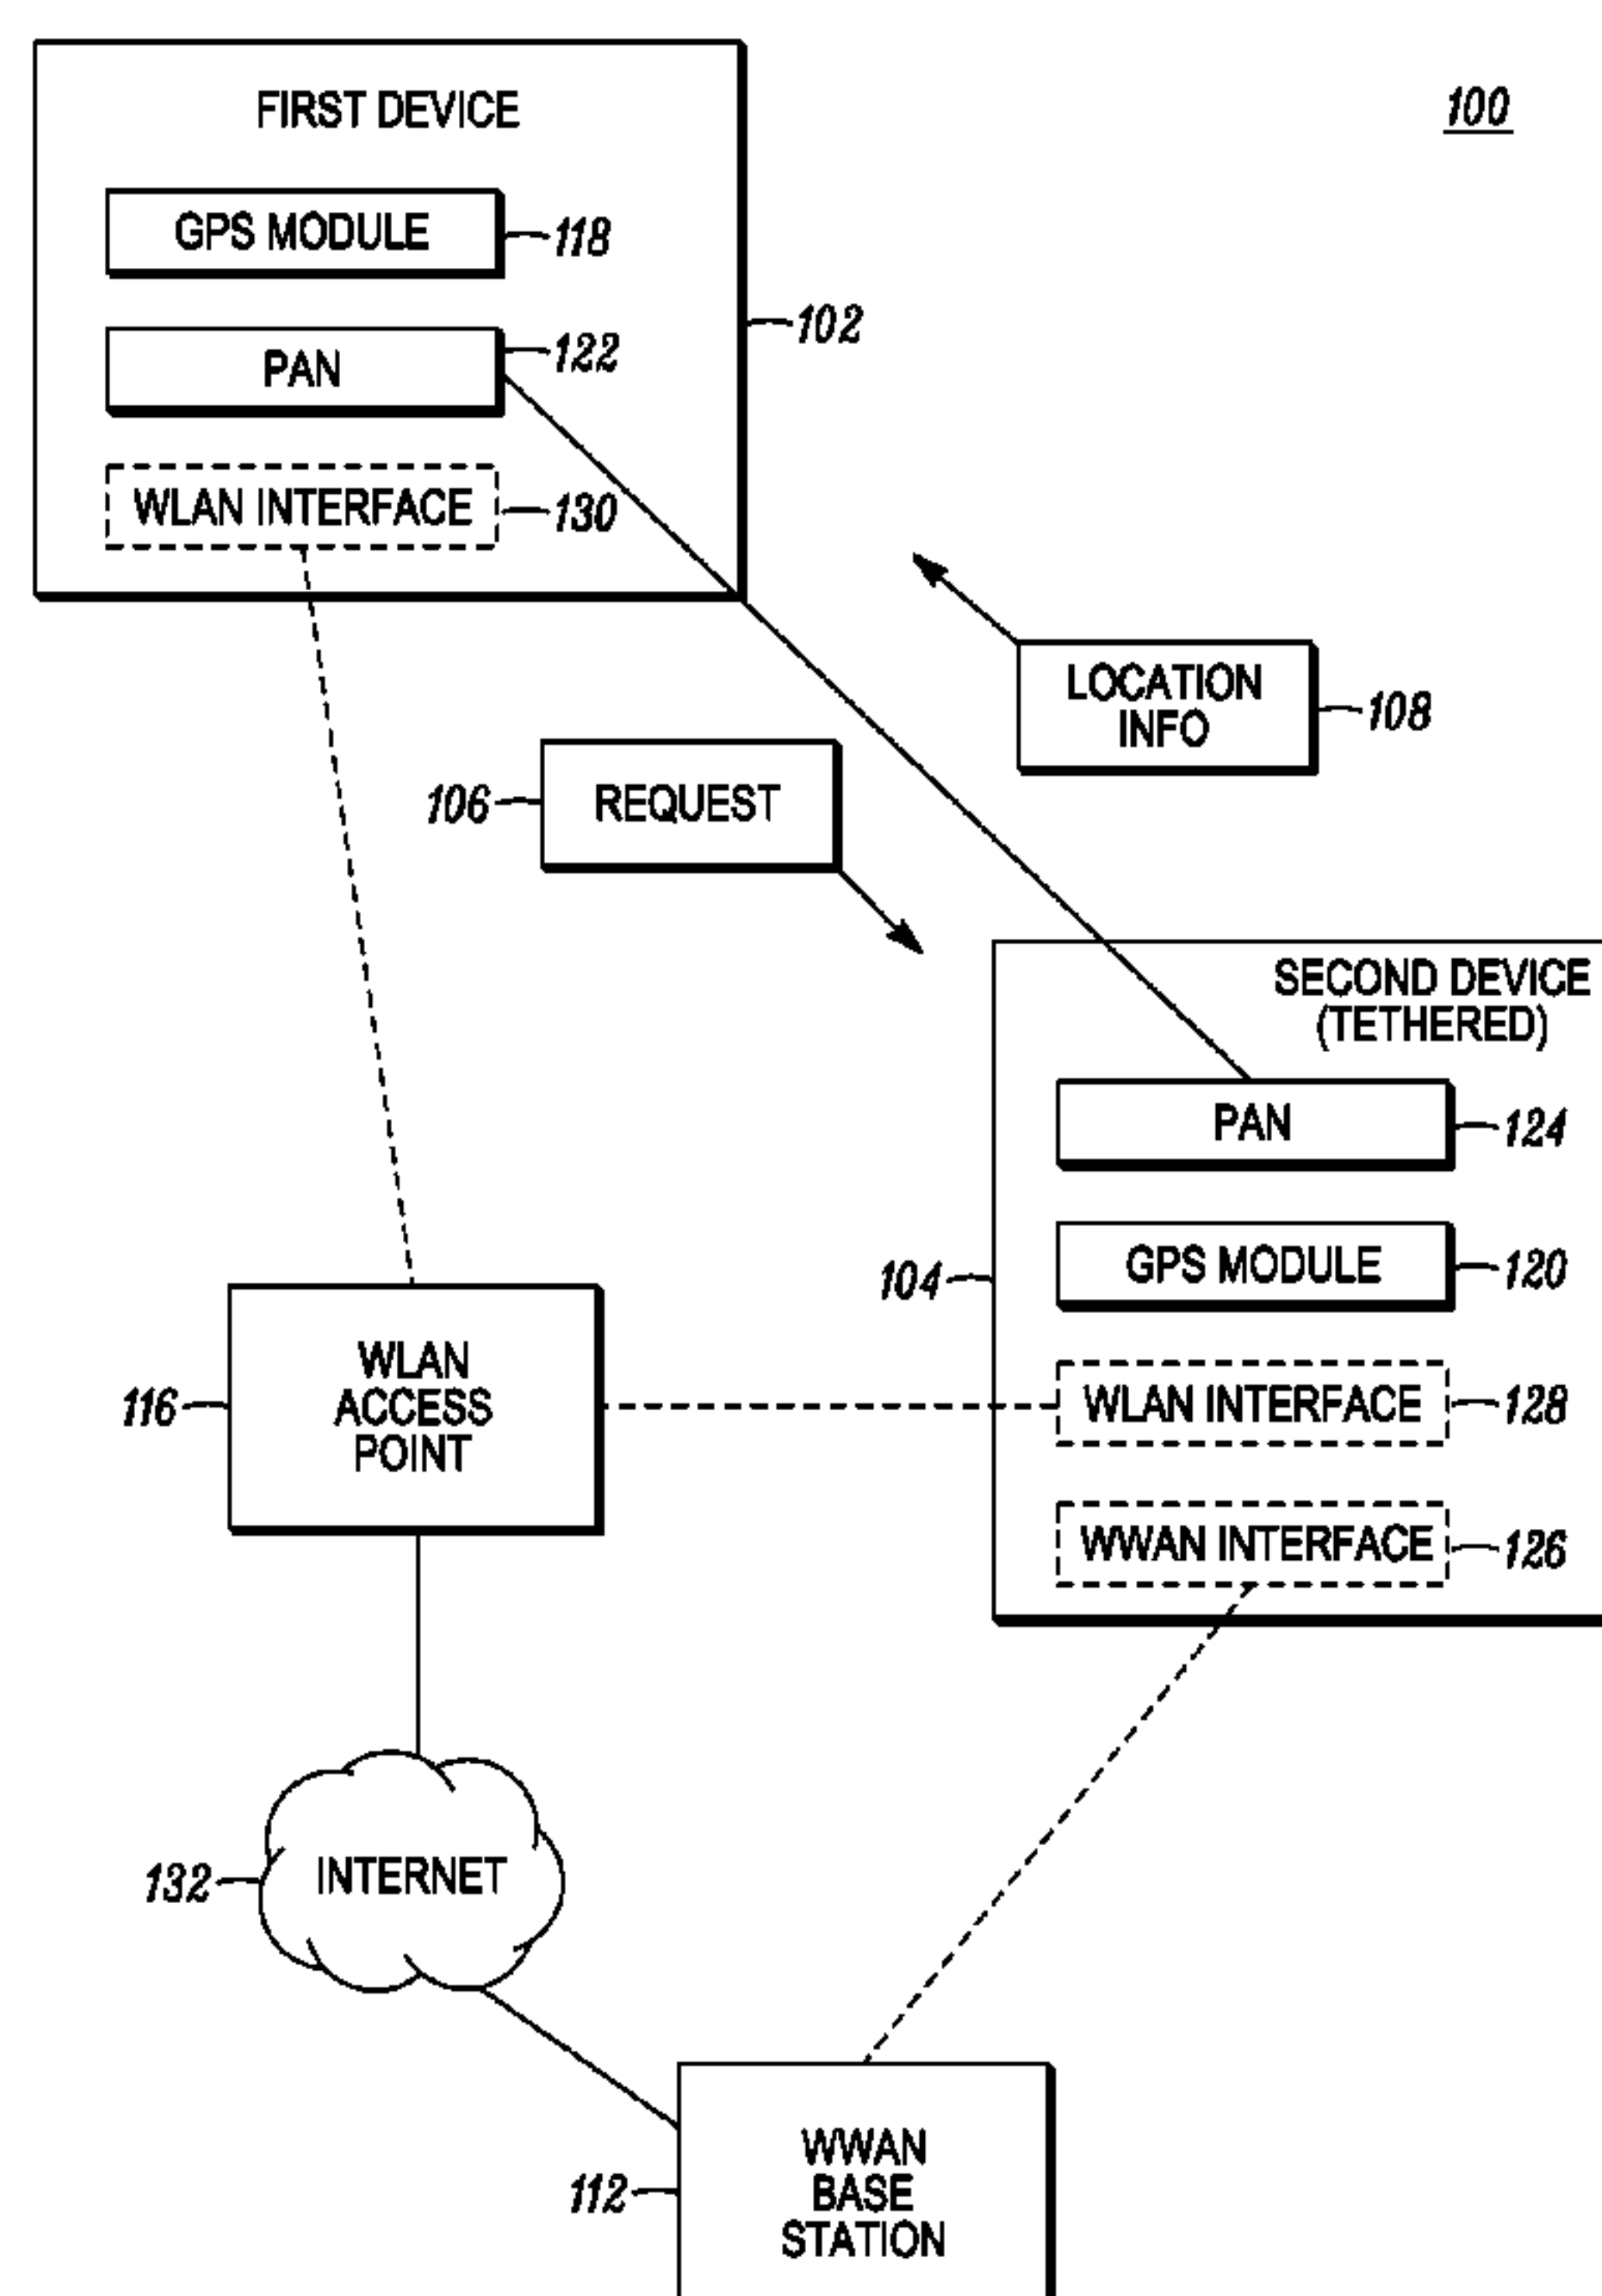 100
FIRST DEVICE
GPS MODULE
118
102
PAN
122
WLAN INTERFACE
130
LOCATION
INFO
108
106
REQUEST
SECOND DEVICE
(TETHERED)
PAN
124
104
GPS MODULE
120
WLAN INTERFACE
128
WWAN INTERFACE
126
116
WLAN
ACCESS
POINT
132
INTERNET
112
WWAN
BASE
STATION